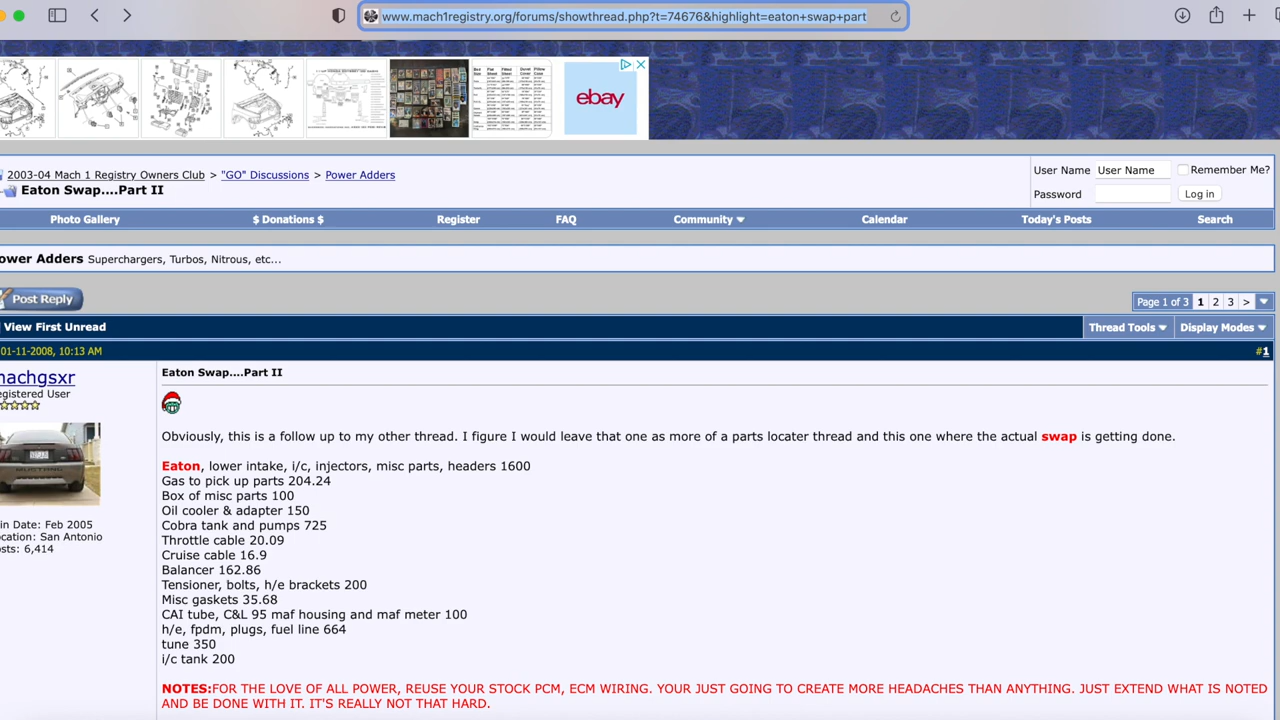 www.mach1registry.org/forums/showthread.php?t=74676&highlight=eaton+swap+part
ebay
2003-04 Mach 1 Registry Owners Club > "GO" Discussions > Power Adders
Eaton Swap....Part II
User Name User Name Remember Me?
Password Log in
Photo Gallery $ Donations $ Register FAQ Community Calendar Today's Posts Search
ower Adders Superchargers, Turbos, Nitrous, etc...
Post Reply
Page 1 of 3 1 2 3 >
View First Unread
Thread Tools Display Modes
01-11-2008, 10:13 AM #1
machgsxr
egistered User
in Date: Feb 2005
ocation: San Antonio
osts: 6,414
Eaton Swap....Part II
Obviously, this is a follow up to my other thread. I figure I would leave that one as more of a parts locater thread and this one where the actual swap is getting done.
Eaton, lower intake, i/c, injectors, misc parts, headers 1600
Gas to pick up parts 204.24
Box of misc parts 100
Oil cooler & adapter 150
Cobra tank and pumps 725
Throttle cable 20.09
Cruise cable 16.9
Balancer 162.86
Tensioner, bolts, h/e brackets 200
Misc gaskets 35.68
CAI tube, C&L 95 maf housing and maf meter 100
h/e, fpdm, plugs, fuel line 664
tune 350
i/c tank 200
NOTES:FOR THE LOVE OF ALL POWER, REUSE YOUR STOCK PCM, ECM WIRING. YOUR JUST GOING TO CREATE MORE HEADACHES THAN ANYTHING. JUST EXTEND WHAT IS NOTED
AND BE DONE WITH IT. IT'S REALLY NOT THAT HARD.